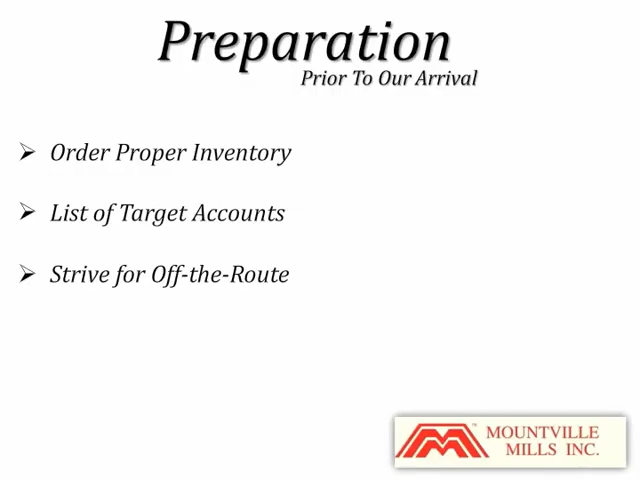 Preparation
Prior To Our Arrival
➢ Order Proper Inventory
➢ List of Target Accounts
➢ Strive for Off-the-Route
MOUNTVILLE
MILLS INC.